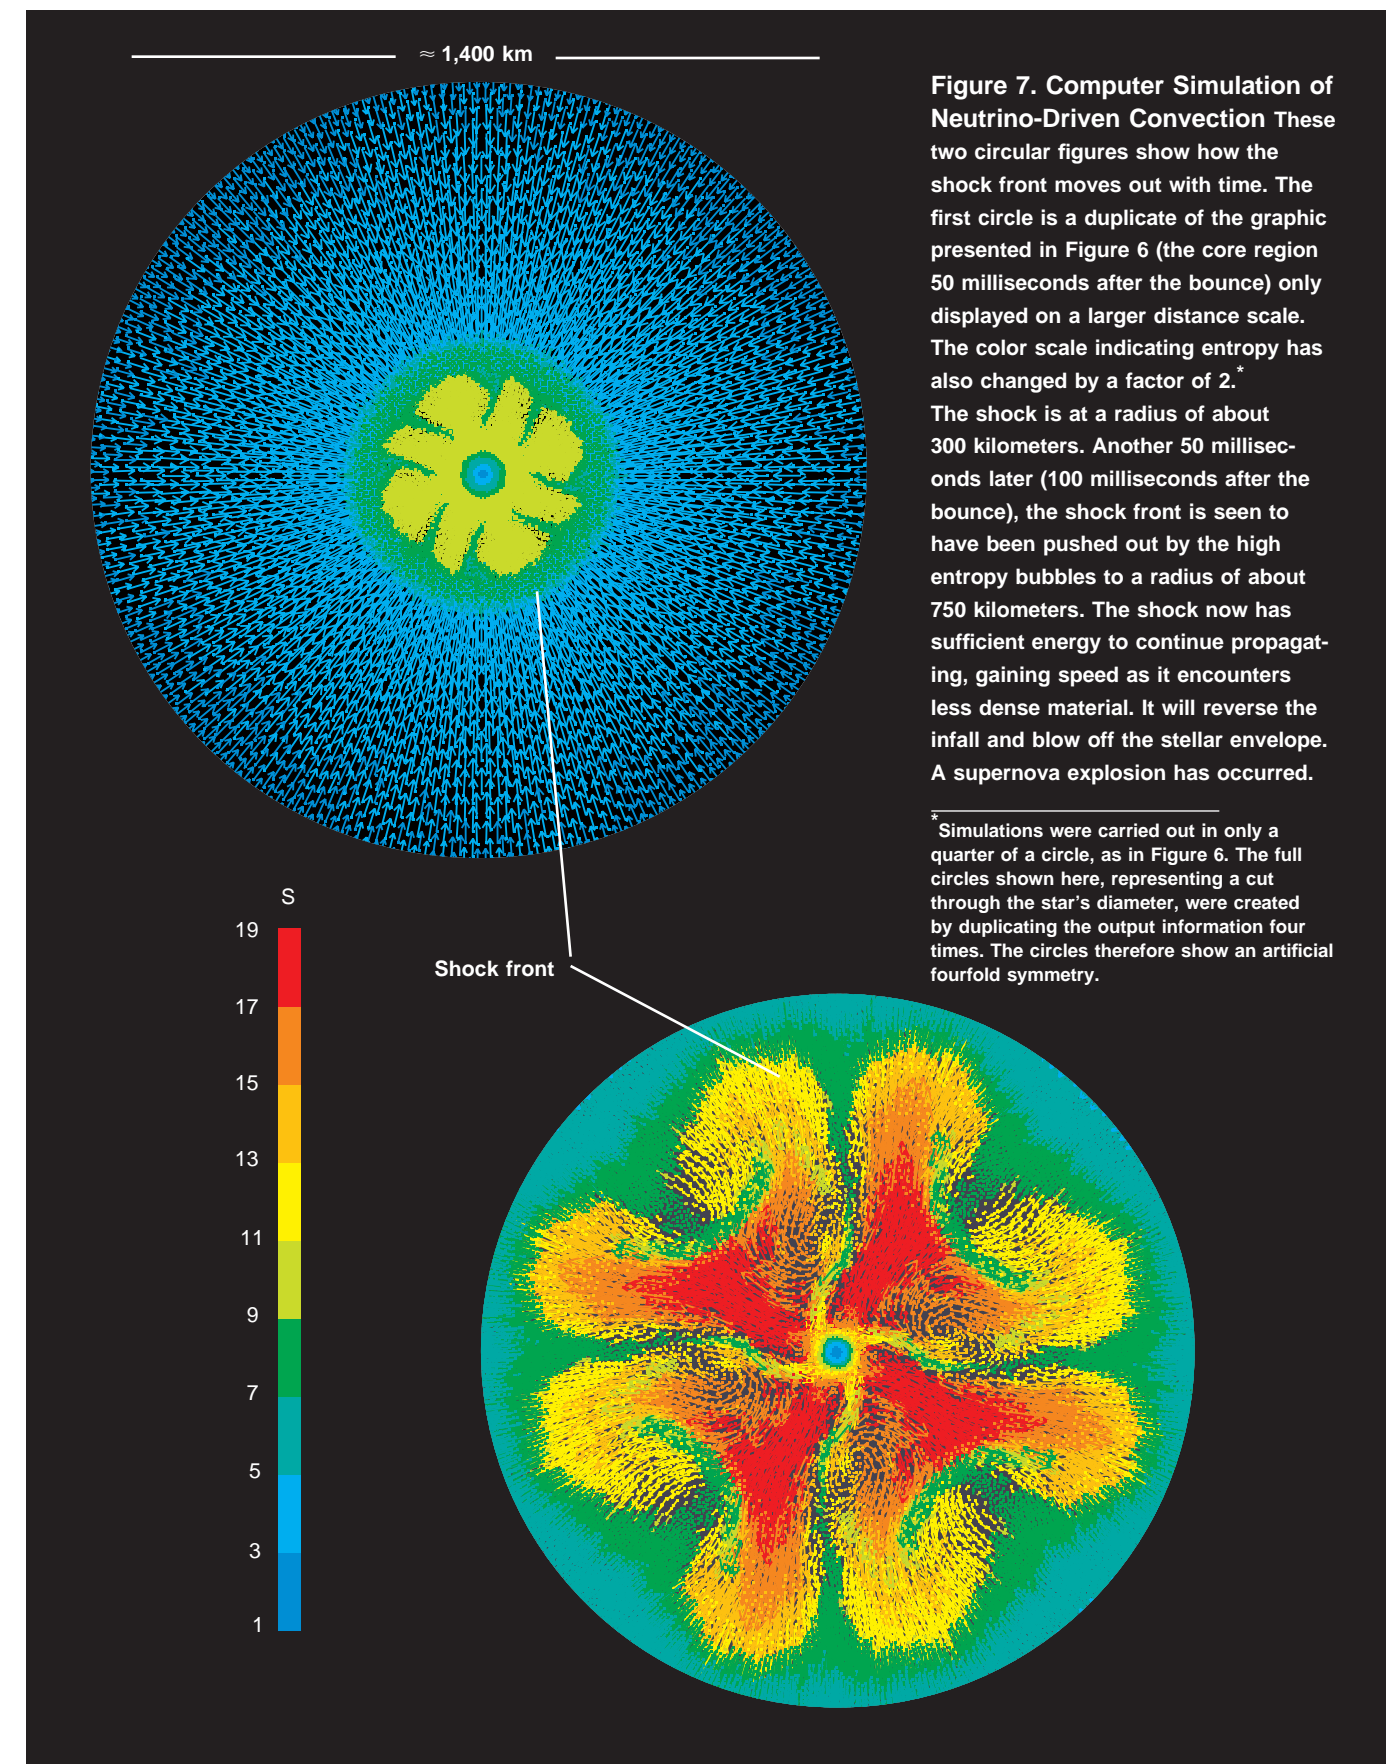 ≈ 1,400 km
Figure 7. Computer Simulation of
Neutrino-Driven Convection These
two circular figures show how the
shock front moves out with time. The
first circle is a duplicate of the graphic
presented in Figure 6 (the core region
50 milliseconds after the bounce) only
displayed on a larger distance scale.
The color scale indicating entropy has
also changed by a factor of 2.*
The shock is at a radius of about
300 kilometers. Another 50 millisec-
onds later (100 milliseconds after the
bounce), the shock front is seen to
have been pushed out by the high
entropy bubbles to a radius of about
750 kilometers. The shock now has
sufficient energy to continue propagat-
ing, gaining speed as it encounters
less dense material. It will reverse the
infall and blow off the stellar envelope.
A supernova explosion has occurred.
*Simulations were carried out in only a
quarter of a circle, as in Figure 6. The full
circles shown here, representing a cut
through the star's diameter, were created
by duplicating the output information four
times. The circles therefore show an artificial
fourfold symmetry.
S
19
17
15
13
11
9
7
5
3
1
Shock front